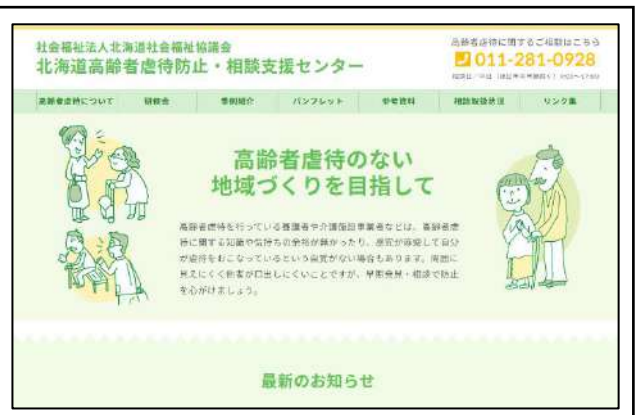 社会福祉法人北海道社会福祉協議会
北海道高齢者虐待防止・相談支援センター
高齢者虐待に関するご相談はこちら
011-281-0928
高齢者虐待について 研修会 事例紹介 パンフレット 参考資料 相談取扱状況 リンク集
高齢者虐待のない
地域づくりを目指して
高齢者虐待を行っている養護者や介護施設事業者などは、高齢者虐
待に関する知識や気持ちの余裕が無かったり、感覚が麻痺して自分
が虐待をおこなっているという自覚がない場合もあります。周囲に
見えにくく他者が口出しにくいことですが、早期発見・相談で防止
を心がけましょう。
最新のお知らせ